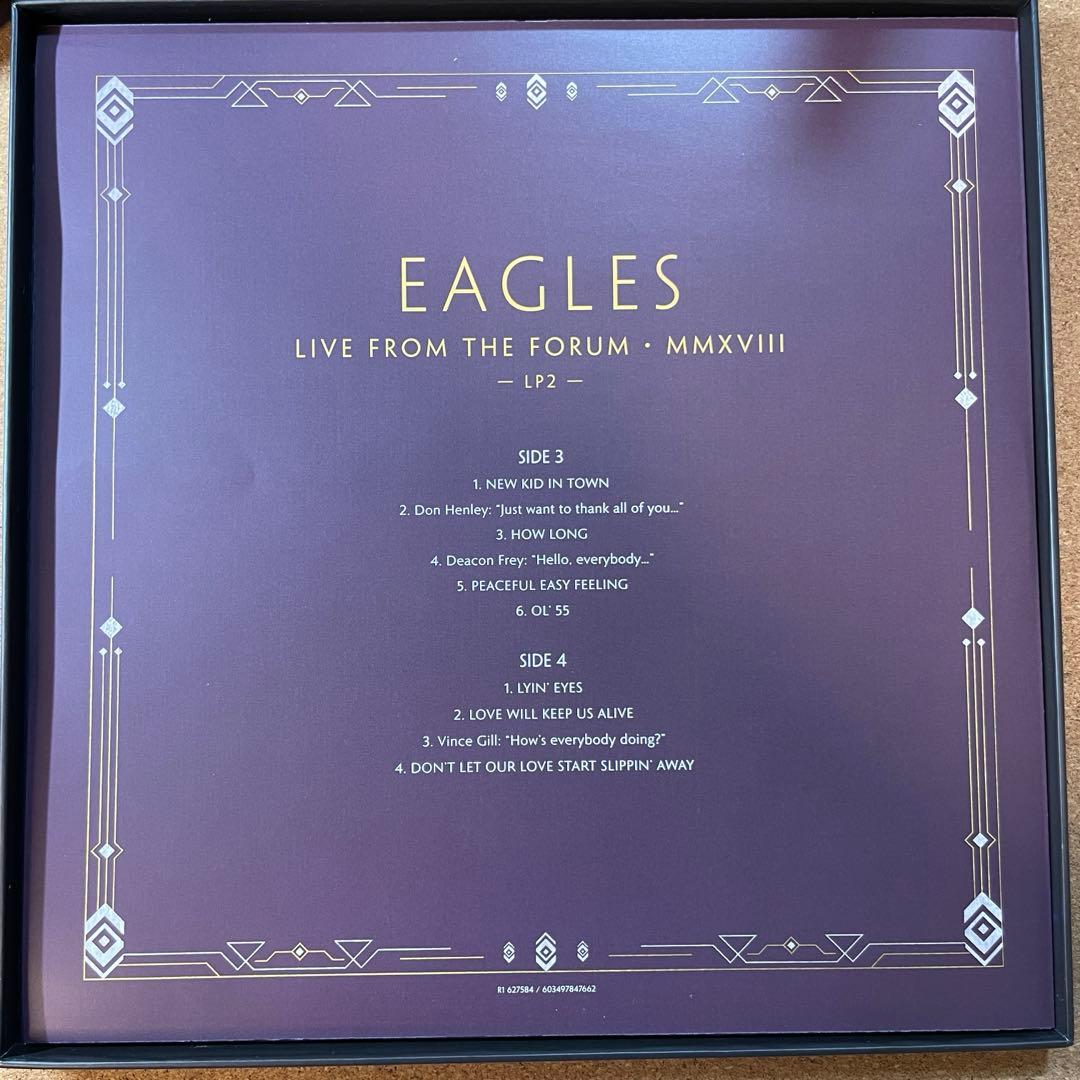 EAGLES
LIVE FROM THE FORUM · MMXVIII
— LP2 —
SIDE 3
1. NEW KID IN TOWN
2. Don Henley: "Just want to thank all of you..."
3. HOW LONG
4. Deacon Frey: "Hello, everybody..."
5. PEACEFUL EASY FEELING
6. OL' 55
SIDE 4
1. LYIN' EYES
2. LOVE WILL KEEP US ALIVE
3. Vince Gill: "How's everybody doing?"
4. DON'T LET OUR LOVE START SLIPPIN' AWAY
R1 627584 / 603497847662